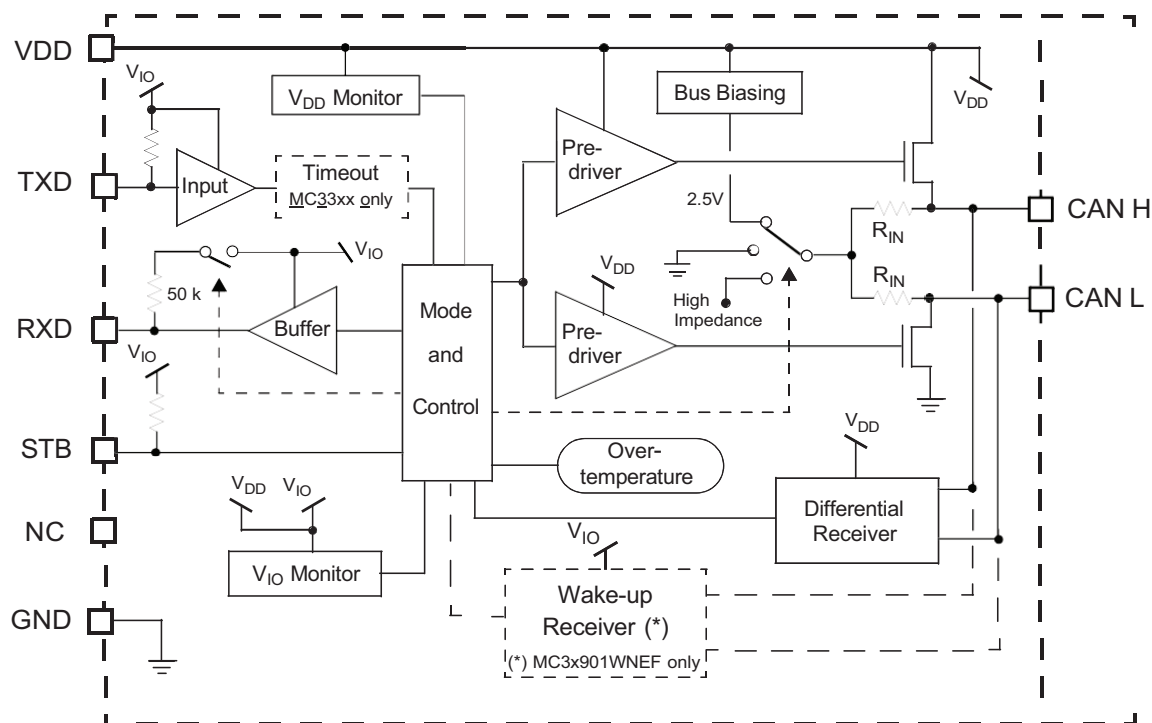 VDD
VIO
VDD Monitor
Bus Biasing
VDD
TXD
Input
Timeout
MC33xx only
Pre-
driver
2.5V
RIN
CAN H
VIO
50 k
RXD
Buffer
Mode
and
Control
VDD
Pre-
driver
High
Impedance
RIN
CAN L
VIO
STB
Over-
temperature
VDD
Differential
Receiver
NC
VDD
VIO
VIO Monitor
VIO
Wake-up
Receiver (*)
(*) MC3x901WNEF only
GND